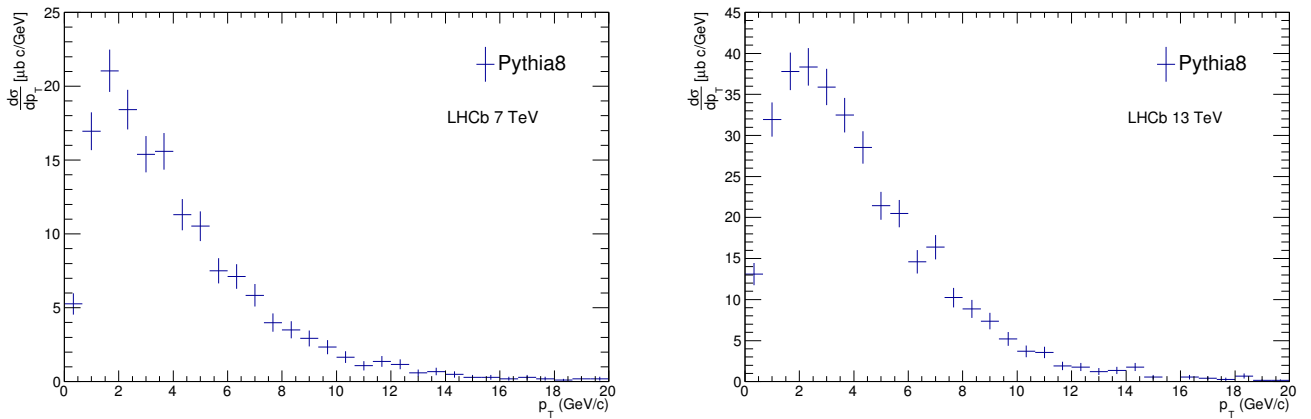 dσ
dp_T [μb c/GeV]
25
20
15
10
5
0
Pythia8
LHCb 7 TeV
0 2 4 6 8 10 12 14 16 18 20
p_T (GeV/c)
dσ
dp_T [μb c/GeV]
45
40
35
30
25
20
15
10
5
0
Pythia8
LHCb 13 TeV
0 2 4 6 8 10 12 14 16 18 20
p_T (GeV/c)